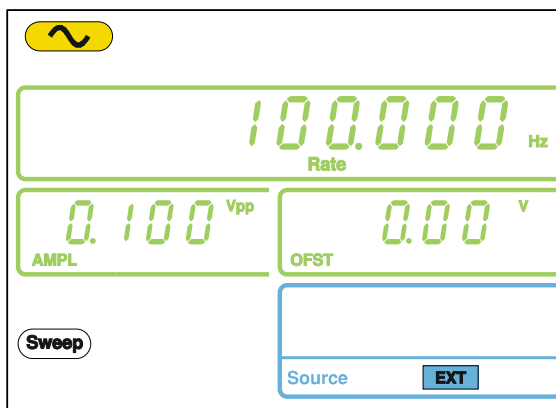 100.000 Hz
Rate
0.100 Vpp
AMPL
0.00 V
OFST
Sweep
Source EXT